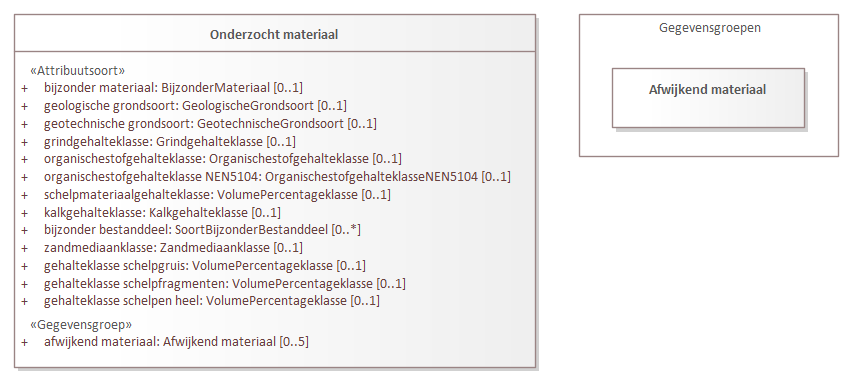 Onderzocht materiaal
«Attribuutsoort»
+ bijzonder materiaal: BijzonderMateriaal [0..1]
+ geologische grondsoort: GeologischeGrondsoort [0..1]
+ geotechnische grondsoort: GeotechnischeGrondsoort [0..1]
+ grindgehalteklasse: Grindgehalteklasse [0..1]
+ organischestofgehalteklasse: Organischestofgehalteklasse [0..1]
+ organischestofgehalteklasse NEN5104: OrganischestofgehalteklasseNEN5104 [0..1]
+ schelpmateriaalgehalteklasse: VolumePercentageklasse [0..1]
+ kalkgehalteklasse: Kalkgehalteklasse [0..1]
+ bijzonder bestanddeel: SoortBijzonderBestanddeel [0..*]
+ zandmediaanklasse: Zandmediaanklasse [0..1]
+ gehalteklasse schelpgruis: VolumePercentageklasse [0..1]
+ gehalteklasse schelpfragmenten: VolumePercentageklasse [0..1]
+ gehalteklasse schelpen heel: VolumePercentageklasse [0..1]
«Gegevensgroep»
+ afwijkend materiaal: Afwijkend materiaal [0..5]
Gegevensgroepen
Afwijkend materiaal